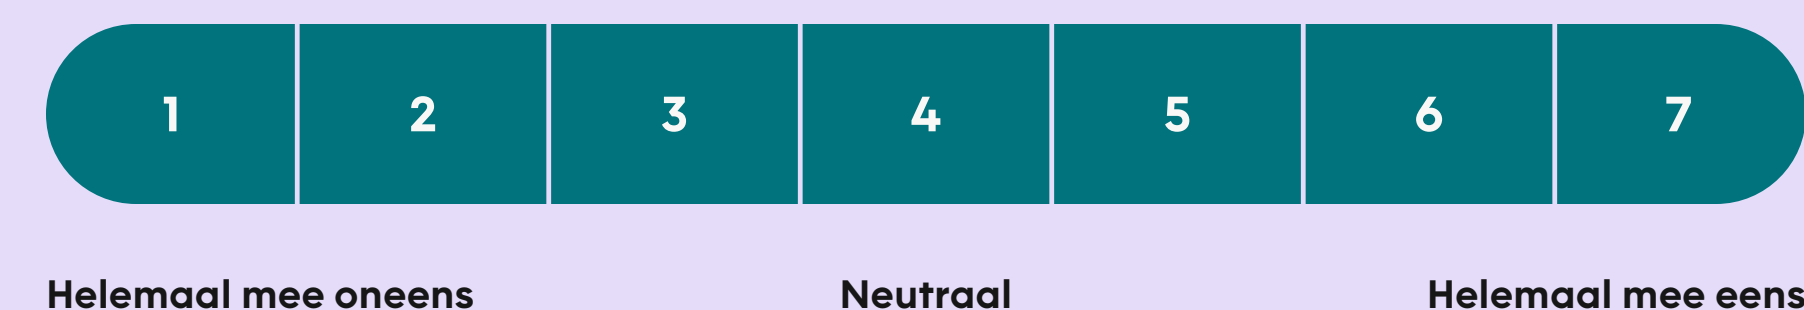 1 2 3 4 5 6 7
Helemaal mee oneens Neutraal Helemaal mee eens